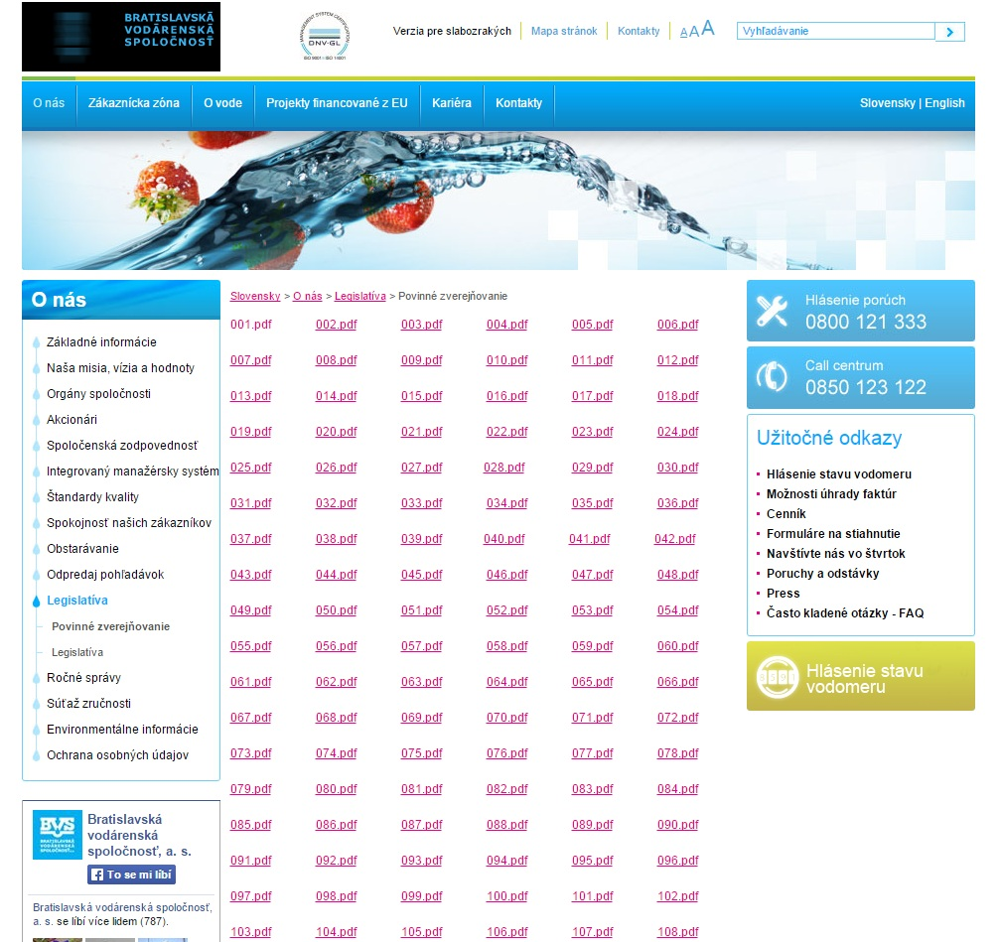 BRATISLAVSKÁ
VODÁRENSKÁ
SPOLOČNOSŤ
MANAGEMENT SYSTEM CERTIFICATION
DNV·GL
ISO 9001 • ISO 14001
Verzia pre slabozrakých
Mapa stránok
Kontakty
A A A
Vyhľadávanie
O nás
Zákaznícka zóna
O vode
Projekty financované z EU
Kariéra
Kontakty
Slovensky | English
O nás
Základné informácie
Naša misia, vízia a hodnoty
Orgány spoločnosti
Akcionári
Spoločenská zodpovednosť
Integrovaný manažérsky systém
Štandardy kvality
Spokojnosť našich zákazníkov
Obstarávanie
Odpredaj pohľadávok
Legislatíva
Povinné zverejňovanie
Legislatíva
Ročné správy
Súťaž zručnosti
Environmentálne informácie
Ochrana osobných údajov
BVS
BRATISLAVSKÁ
VODÁRENSKÁ
SPOLOČNOSŤ
Bratislavská
vodárenská
spoločnosť, a. s.
To se mi líbí
Bratislavská vodárenská spoločnosť,
a. s. se líbí více lidem (787).
Slovensky > O nás > Legislatíva > Povinné zverejňovanie
001.pdf 002.pdf 003.pdf 004.pdf 005.pdf 006.pdf
007.pdf 008.pdf 009.pdf 010.pdf 011.pdf 012.pdf
013.pdf 014.pdf 015.pdf 016.pdf 017.pdf 018.pdf
019.pdf 020.pdf 021.pdf 022.pdf 023.pdf 024.pdf
025.pdf 026.pdf 027.pdf 028.pdf 029.pdf 030.pdf
031.pdf 032.pdf 033.pdf 034.pdf 035.pdf 036.pdf
037.pdf 038.pdf 039.pdf 040.pdf 041.pdf 042.pdf
043.pdf 044.pdf 045.pdf 046.pdf 047.pdf 048.pdf
049.pdf 050.pdf 051.pdf 052.pdf 053.pdf 054.pdf
055.pdf 056.pdf 057.pdf 058.pdf 059.pdf 060.pdf
061.pdf 062.pdf 063.pdf 064.pdf 065.pdf 066.pdf
067.pdf 068.pdf 069.pdf 070.pdf 071.pdf 072.pdf
073.pdf 074.pdf 075.pdf 076.pdf 077.pdf 078.pdf
079.pdf 080.pdf 081.pdf 082.pdf 083.pdf 084.pdf
085.pdf 086.pdf 087.pdf 088.pdf 089.pdf 090.pdf
091.pdf 092.pdf 093.pdf 094.pdf 095.pdf 096.pdf
097.pdf 098.pdf 099.pdf 100.pdf 101.pdf 102.pdf
103.pdf 104.pdf 105.pdf 106.pdf 107.pdf 108.pdf
Hlásenie porúch
0800 121 333
Call centrum
0850 123 122
Užitočné odkazy
Hlásenie stavu vodomeru
Možnosti úhrady faktúr
Cenník
Formuláre na stiahnutie
Navštívte nás vo štvrtok
Poruchy a odstávky
Press
Často kladené otázky - FAQ
Hlásenie stavu
vodomeru